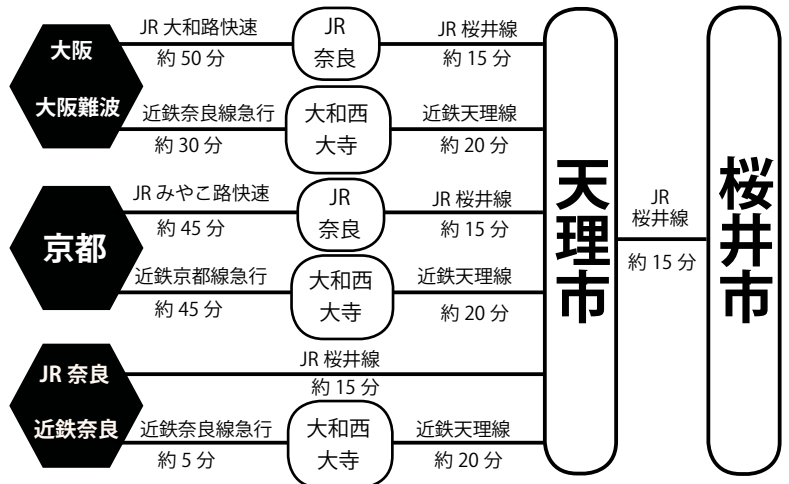 大阪
大阪難波
JR 大和路快速
約 50 分
JR
奈良
JR 桜井線
約 15 分
近鉄奈良線急行
約 30 分
大和西
大寺
近鉄天理線
約 20 分
京都
JR みやこ路快速
約 45 分
JR
奈良
JR 桜井線
約 15 分
近鉄京都線急行
約 45 分
大和西
大寺
近鉄天理線
約 20 分
JR 奈良
近鉄奈良
JR 桜井線
約 15 分
近鉄奈良線急行
約 5 分
大和西
大寺
近鉄天理線
約 20 分
天理市
JR
桜井線
約 15 分
桜井市